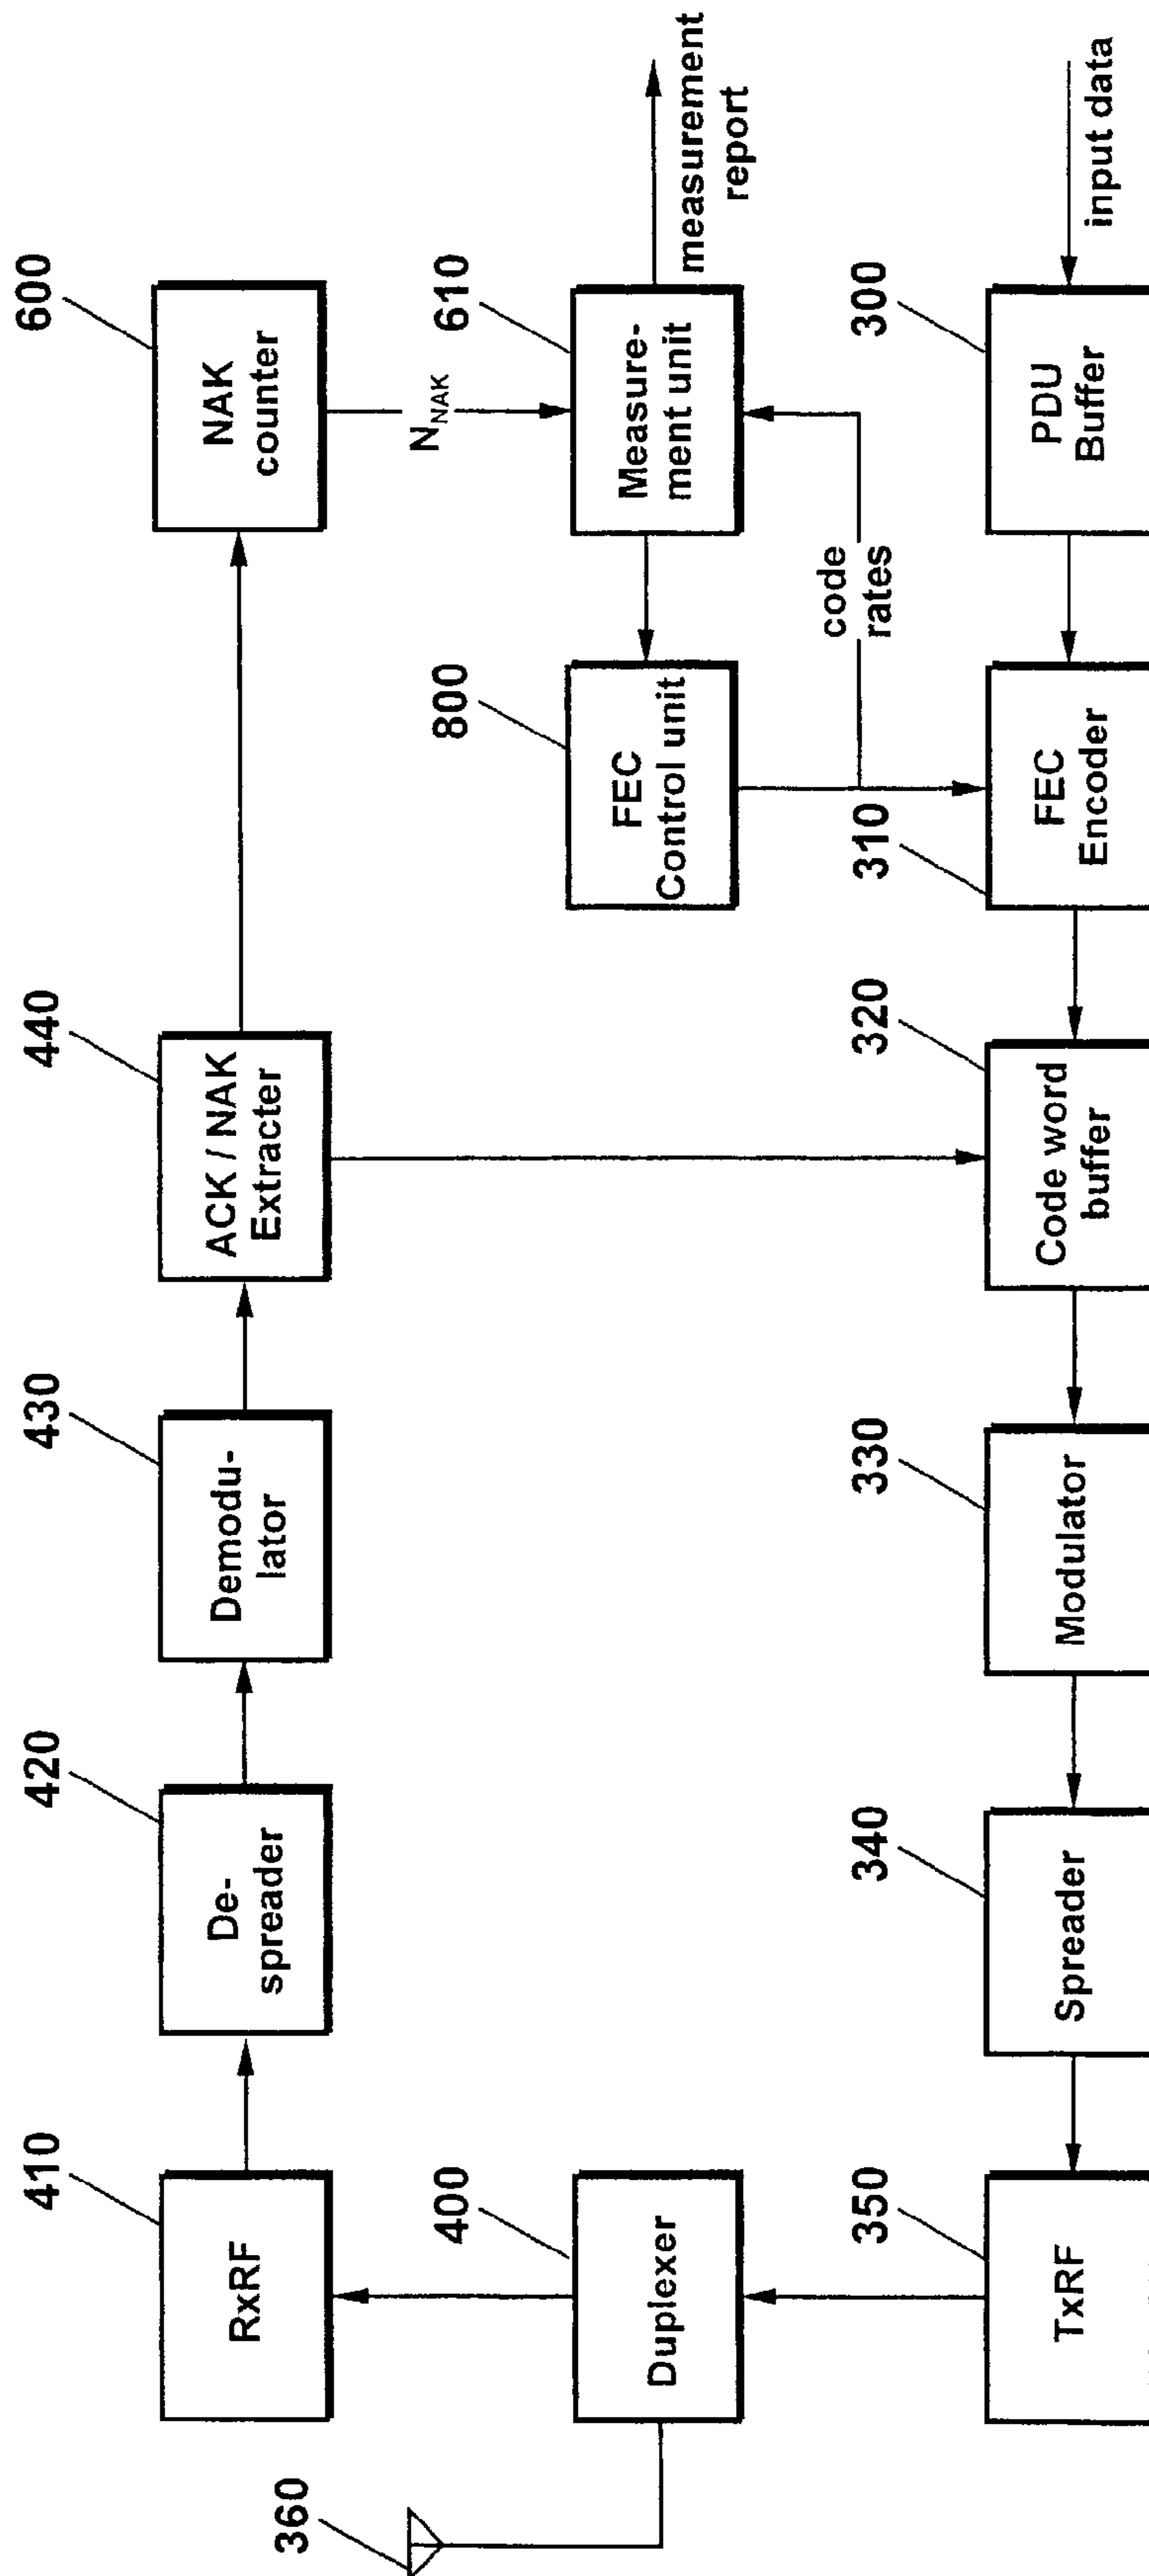 600
NAK
counter
440
ACK / NAK
Extracter
430
Demodu-
lator
420
De-
spreader
410
RxRF
N_NAK
610
Measure-
ment unit
measurement
report
800
FEC
Control unit
code
rates
400
Duplexer
360
300
PDU
Buffer
input data
310
FEC
Encoder
320
Code word
buffer
330
Modulator
340
Spreader
350
TxRF